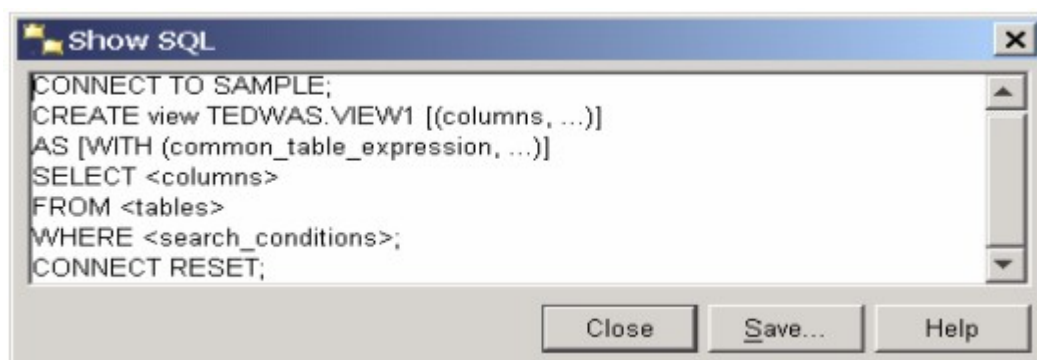 Show SQL
CONNECT TO SAMPLE;
CREATE view TEDWAS.VIEW1 [(columns, ...)]
AS [WITH (common_table_expression, ...)]
SELECT <columns>
FROM <tables>
WHERE <search_conditions>;
CONNECT RESET;
Close Save... Help